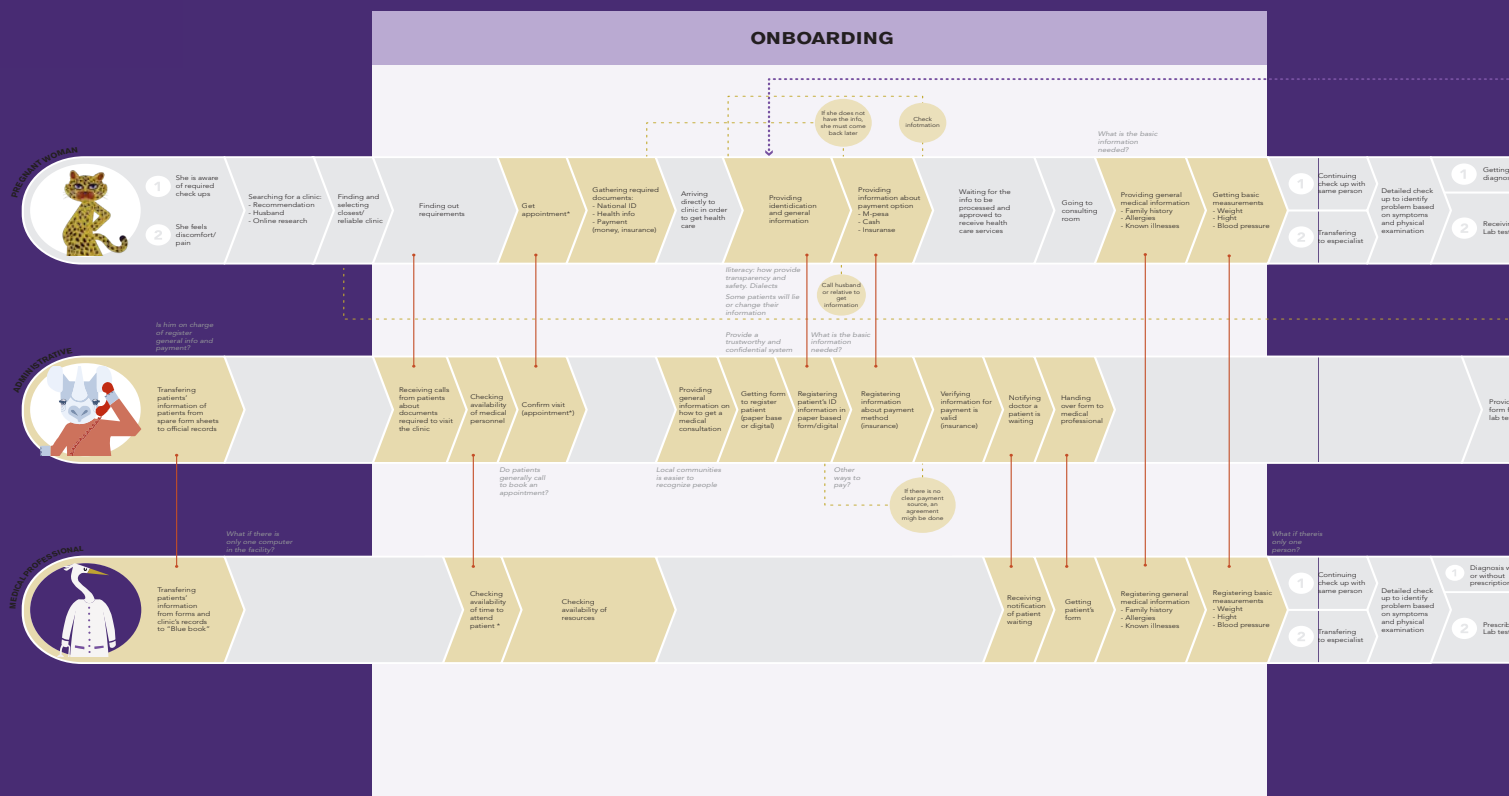 ONBOARDING
If she does not
have the info,
she must come
back later
Check
information
What is the basic
information
needed?
PREGNANT WOMAN
1
She is aware
of required
check ups
2
She feels
discomfort/
pain
Searching for a clinic:
- Recommendation
- Husband
- Online research
Finding and
selecting
closest/
reliable clinic
Finding out
requirements
Get
appointment*
Gathering required
documents:
- National ID
- Health info
- Payment
(money, insurance)
Arriving
directly to
clinic in order
to get health
care
Providing
identidication
and general
information
Providing
information about
payment option
- M-pesa
- Cash
- Insuranse
Waiting for the
info to be
processed and
approved to
receive health
care services
Going to
consulting
room
Providing general
medical information
- Family history
- Allergies
- Known illnesses
Getting basic
measurements
- Weight
- Hight
- Blood pressure
1
Continuing
check up with
same person
2
Transfering
to especialist
Detailed check
up to identify
problem based
on symptoms
and physical
examination
1
Getting
diagnos
2
Receivin
Lab test
Iliteracy: how provide
transparency and
safety. Dialects
Some patients will lie
or change their
information
Call husband
or relative to
get
information
Provide a
trustworthy and
confidential system
What is the basic
information
needed?
Is him on charge
of register
general info and
payment?
ADMINISTRATIVE
Transfering
patients'
information of
patients from
spare form sheets
to official records
Receiving calls
from patients
about
documents
required to visit
the clinic
Checking
availability
of medical
personnel
Confirm visit
(appointment*)
Providing
general
information on
how to get a
medical
consultation
Getting form
to register
patient
(paper base
or digital)
Registering
patient's ID
information in
paper based
form/digital
Registering
information
about payment
method
(insurance)
Verifying
information for
payment is
valid
(insurance)
Notifying
doctor a
patient is
waiting
Handing
over form to
medical
professional
Provid
form f
lab te
Do patients
generally call
to book an
appointment?
Local communities
is easier to
recognize people
Other
ways to
pay?
If there is no
clear payment
source, an
agreement
migh be done
What if there is
only one computer
in the facility?
What if thereis
only one
person?
MEDICAL PROFESSIONAL
Transfering
patients'
information
from forms and
clinic's records
to "Blue book"
Checking
availability
of time to
attend
patient *
Checking
availability of
resources
Receiving
notification
of patient
waiting
Getting
patient's
form
Registering general
medical information
- Family history
- Allergies
- Known illnesses
Registering basic
measurements
- Weight
- Hight
- Blood pressure
1
Continuing
check up with
same person
2
Transfering
to especialist
Detailed check
up to identify
problem based
on symptoms
and physical
examination
1
Diagnosis w
or without
prescription
2
Prescrib
Lab test